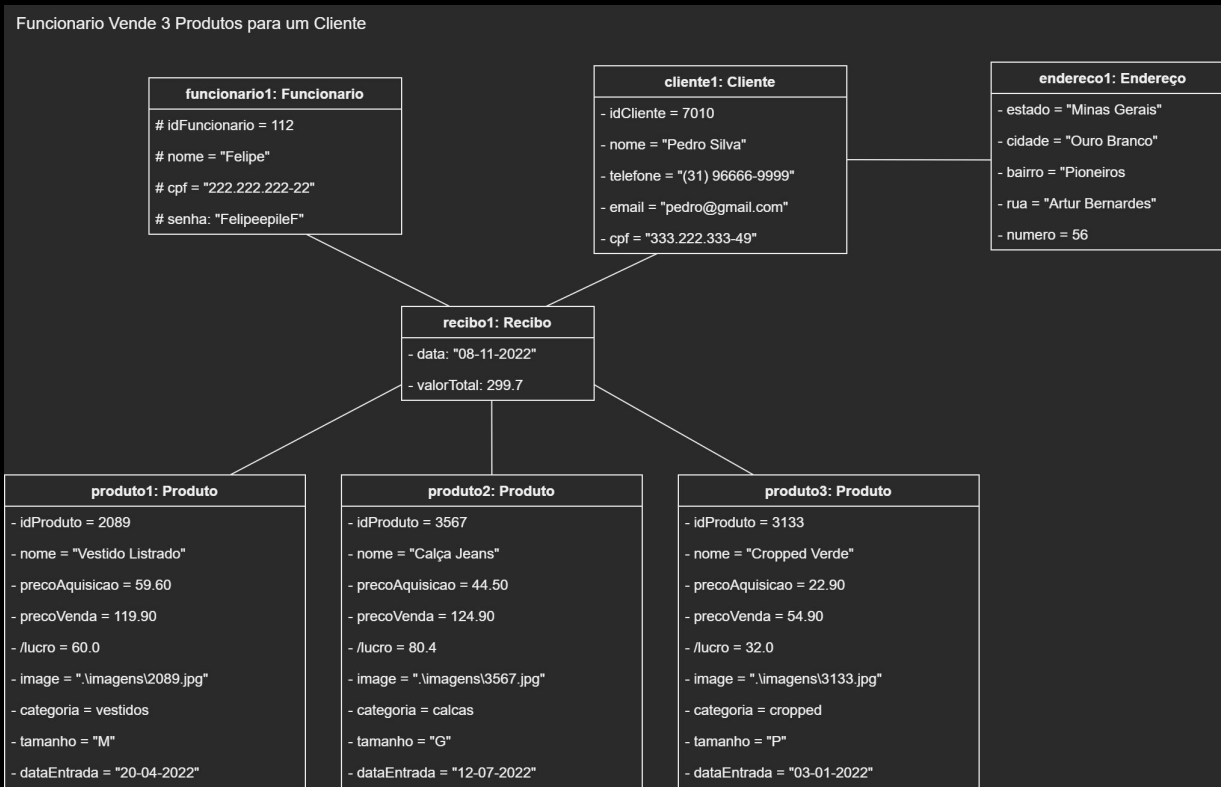 Funcionario Vende 3 Produtos para um Cliente
funcionario1: Funcionario
# idFuncionario = 112
# nome = "Felipe"
# cpf = "222.222.222-22"
# senha: "FelipeepileF"
cliente1: Cliente
- idCliente = 7010
- nome = "Pedro Silva"
- telefone = "(31) 96666-9999"
- email = "pedro@gmail.com"
- cpf = "333.222.333-49"
endereco1: Endereço
- estado = "Minas Gerais"
- cidade = "Ouro Branco"
- bairro = "Pioneiros
- rua = "Artur Bernardes"
- numero = 56
recibo1: Recibo
- data: "08-11-2022"
- valorTotal: 299.7
produto1: Produto
- idProduto = 2089
- nome = "Vestido Listrado"
- precoAquisicao = 59.60
- precoVenda = 119.90
- /lucro = 60.0
- image = ".\imagens\2089.jpg"
- categoria = vestidos
- tamanho = "M"
- dataEntrada = "20-04-2022"
produto2: Produto
- idProduto = 3567
- nome = "Calça Jeans"
- precoAquisicao = 44.50
- precoVenda = 124.90
- /lucro = 80.4
- image = ".\imagens\3567.jpg"
- categoria = calcas
- tamanho = "G"
- dataEntrada = "12-07-2022"
produto3: Produto
- idProduto = 3133
- nome = "Cropped Verde"
- precoAquisicao = 22.90
- precoVenda = 54.90
- /lucro = 32.0
- image = ".\imagens\3133.jpg"
- categoria = cropped
- tamanho = "P"
- dataEntrada = "03-01-2022"